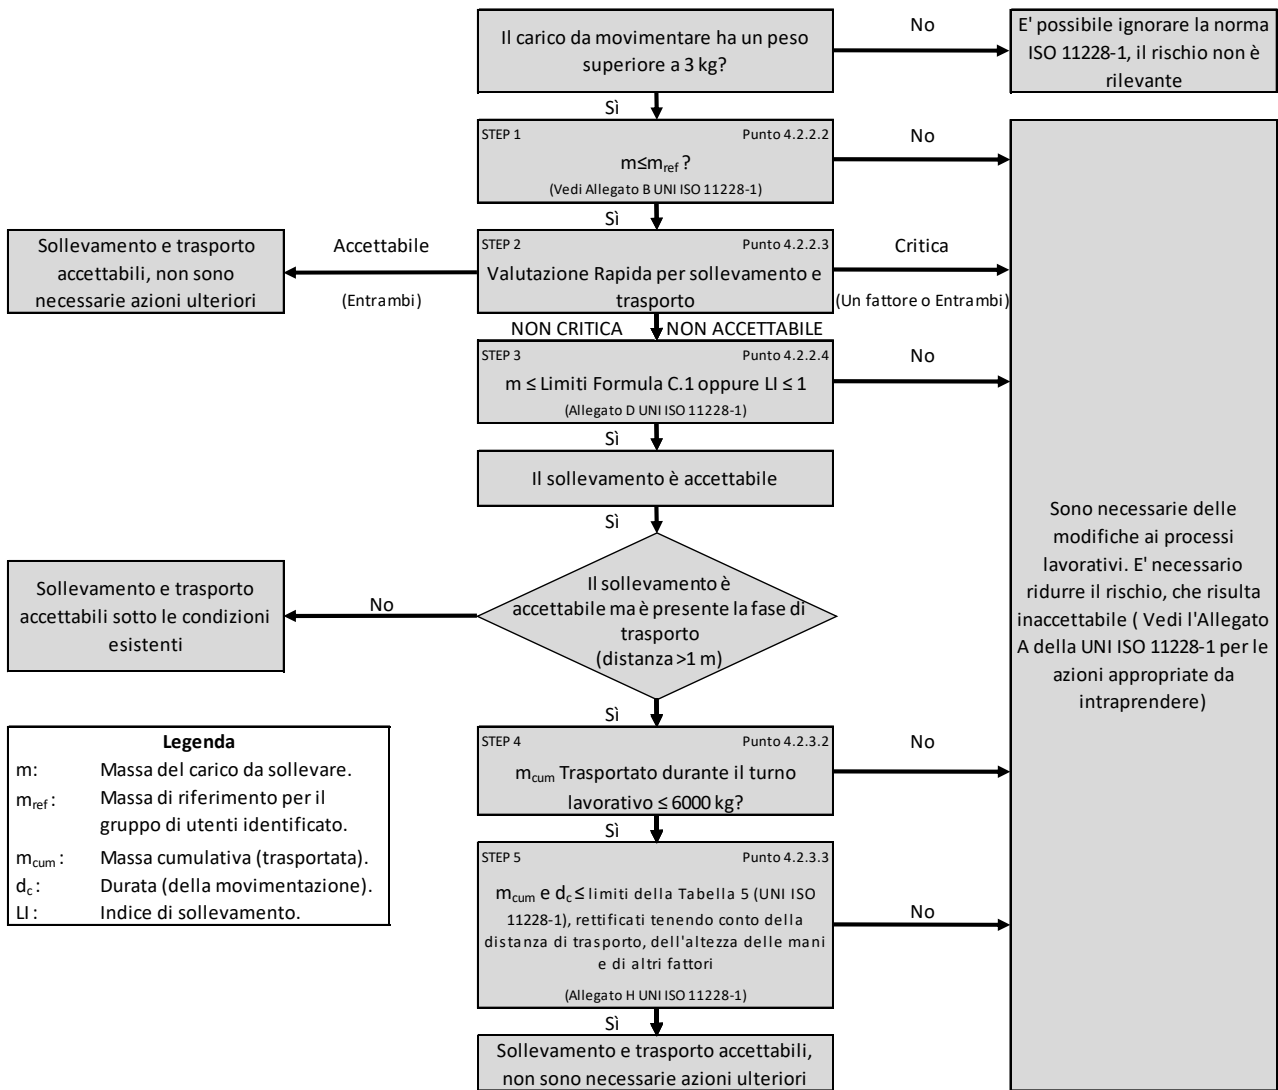 Il carico da movimentare ha un peso
superiore a 3 kg?
No
E' possibile ignorare la norma
ISO 11228-1, il rischio non è
rilevante
Sì
STEP 1 Punto 4.2.2.2
m≤mref ?
(Vedi Allegato B UNI ISO 11228-1)
No
Sì
Sollevamento e trasporto
accettabili, non sono
necessarie azioni ulteriori
Accettabile
(Entrambi)
STEP 2 Punto 4.2.2.3
Valutazione Rapida per sollevamento e
trasporto
Critica
(Un fattore o Entrambi)
NON CRITICA NON ACCETTABILE
STEP 3 Punto 4.2.2.4
m ≤ Limiti Formula C.1 oppure LI ≤ 1
(Allegato D UNI ISO 11228-1)
No
Sì
Il sollevamento è accettabile
Sì
Il sollevamento è
accettabile ma è presente la fase di
trasporto
(distanza >1 m)
No
Sollevamento e trasporto
accettabili sotto le condizioni
esistenti
Sono necessarie delle
modifiche ai processi
lavorativi. E' necessario
ridurre il rischio, che risulta
inaccettabile ( Vedi l'Allegato
A della UNI ISO 11228-1 per le
azioni appropriate da
intraprendere)
Sì
STEP 4 Punto 4.2.3.2
mcum Trasportato durante il turno
lavorativo ≤ 6000 kg?
No
Sì
STEP 5 Punto 4.2.3.3
mcum e dc ≤ limiti della Tabella 5 (UNI ISO
11228-1), rettificati tenendo conto della
distanza di trasporto, dell'altezza delle mani
e di altri fattori
(Allegato H UNI ISO 11228-1)
No
Sì
Sollevamento e trasporto accettabili,
non sono necessarie azioni ulteriori
Legenda
m: Massa del carico da sollevare.
mref : Massa di riferimento per il
gruppo di utenti identificato.
mcum : Massa cumulativa (trasportata).
dc : Durata (della movimentazione).
LI : Indice di sollevamento.